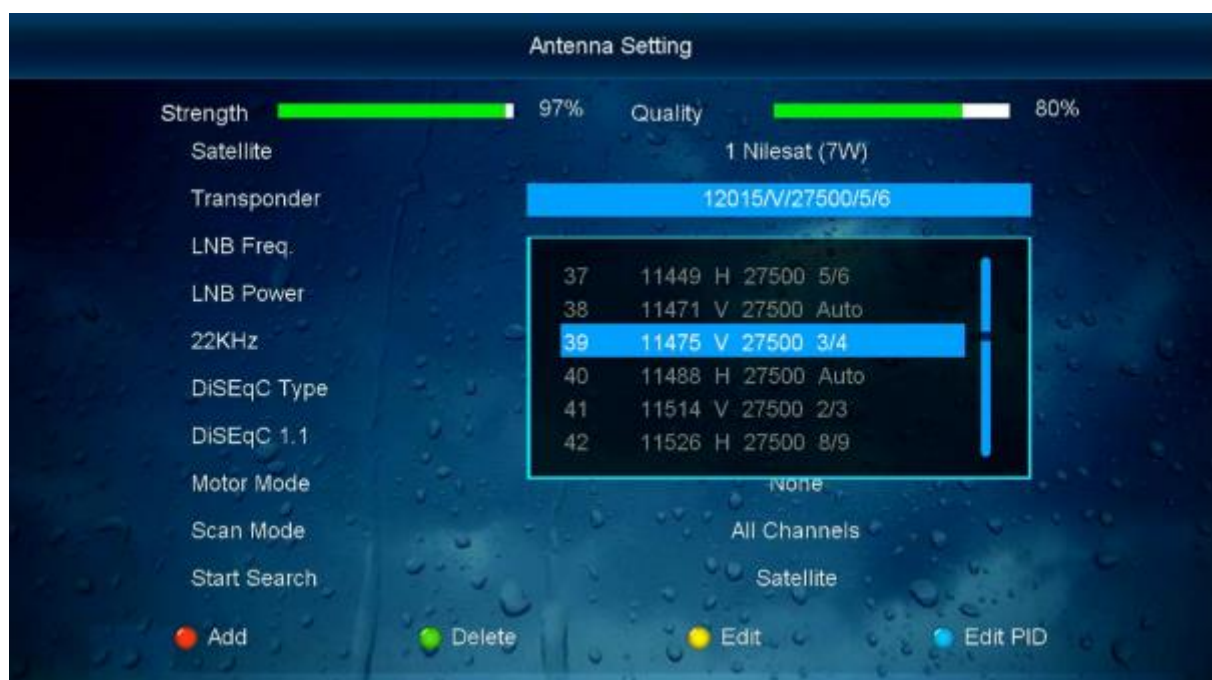 Antenna Setting
Strength 97% Quality 80%
Satellite 1 Nilesat (7W)
Transponder 12015/V/27500/5/6
LNB Freq.
37 11449 H 27500 5/6
LNB Power
38 11471 V 27500 Auto
22KHz
39 11475 V 27500 3/4
40 11488 H 27500 Auto
DiSEqC Type
41 11514 V 27500 2/3
DiSEqC 1.1
42 11526 H 27500 8/9
Motor Mode None
Scan Mode All Channels
Start Search Satellite
Add Delete Edit Edit PID